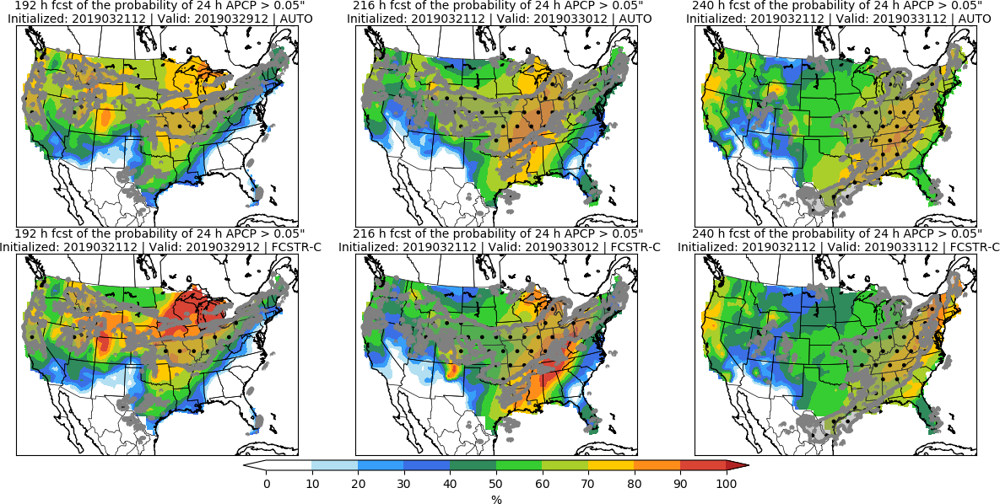 192 h fcst of the probability of 24 h APCP > 0.05"
Initialized: 2019032112 | Valid: 2019032912 | AUTO
216 h fcst of the probability of 24 h APCP > 0.05"
Initialized: 2019032112 | Valid: 2019033012 | AUTO
240 h fcst of the probability of 24 h APCP > 0.05"
Initialized: 2019032112 | Valid: 2019033112 | AUTO
192 h fcst of the probability of 24 h APCP > 0.05"
Initialized: 2019032112 | Valid: 2019032912 | FCSTR-C
216 h fcst of the probability of 24 h APCP > 0.05"
Initialized: 2019032112 | Valid: 2019033012 | FCSTR-C
240 h fcst of the probability of 24 h APCP > 0.05"
Initialized: 2019032112 | Valid: 2019033112 | FCSTR-C
0 10 20 30 40 50 60 70 80 90 100
%